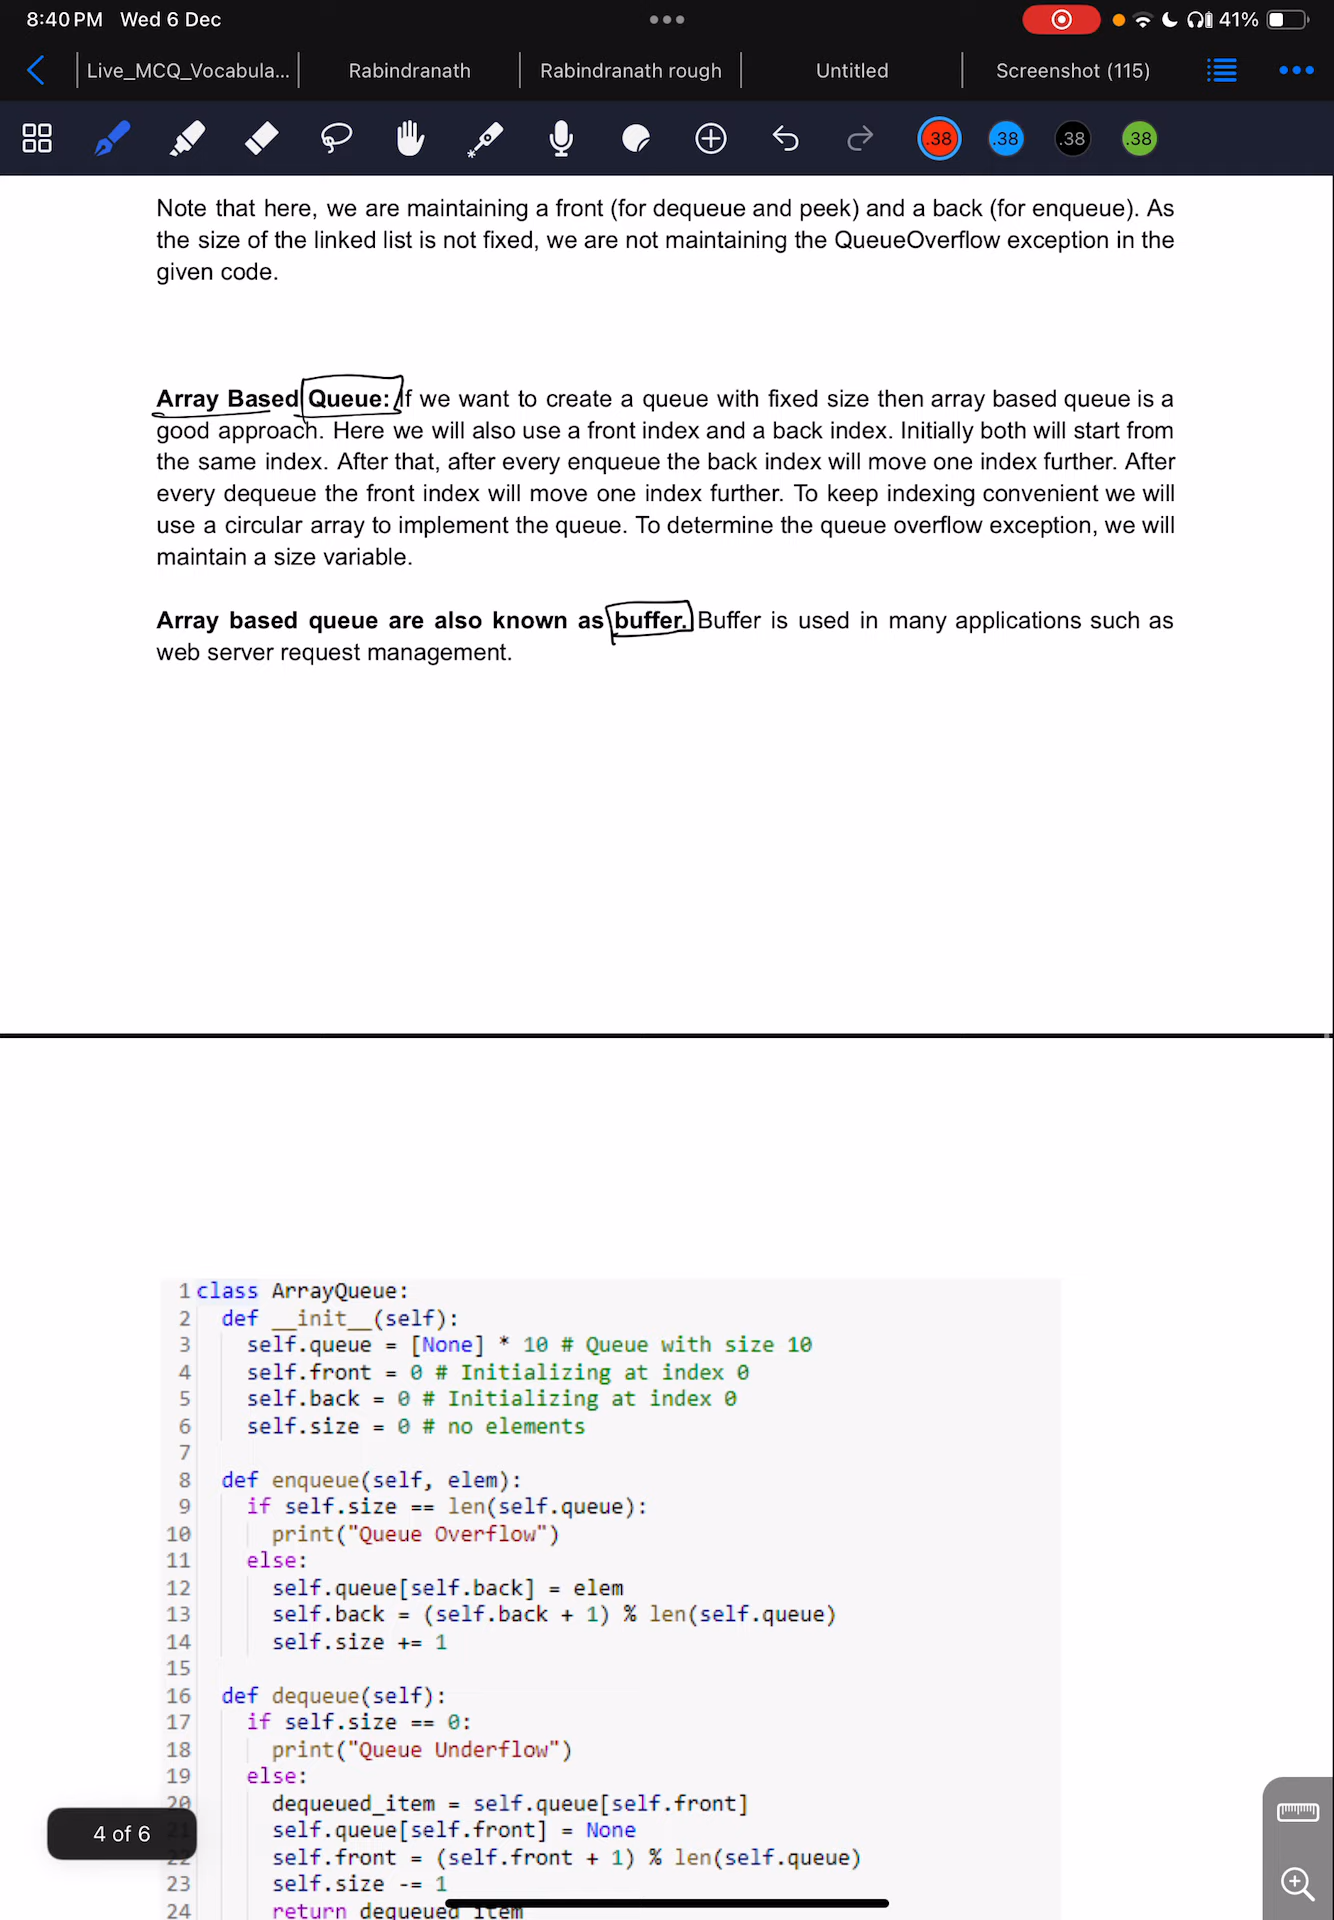 8:40 PM Wed 6 Dec
41%
Live_MCQ_Vocabula...
Rabindranath
Rabindranath rough
Untitled
Screenshot (115)
.38 .38 .38 .38
Note that here, we are maintaining a front (for dequeue and peek) and a back (for enqueue). As
the size of the linked list is not fixed, we are not maintaining the QueueOverflow exception in the
given code.
Array Based Queue: If we want to create a queue with fixed size then array based queue is a
good approach. Here we will also use a front index and a back index. Initially both will start from
the same index. After that, after every enqueue the back index will move one index further. After
every dequeue the front index will move one index further. To keep indexing convenient we will
use a circular array to implement the queue. To determine the queue overflow exception, we will
maintain a size variable.
Array based queue are also known as buffer. Buffer is used in many applications such as
web server request management.
1 class ArrayQueue:
2 def __init__(self):
3 self.queue = [None] * 10 # Queue with size 10
4 self.front = 0 # Initializing at index 0
5 self.back = 0 # Initializing at index 0
6 self.size = 0 # no elements
7
8 def enqueue(self, elem):
9 if self.size == len(self.queue):
10 print("Queue Overflow")
11 else:
12 self.queue[self.back] = elem
13 self.back = (self.back + 1) % len(self.queue)
14 self.size += 1
15
16 def dequeue(self):
17 if self.size == 0:
18 print("Queue Underflow")
19 else:
20 dequeued_item = self.queue[self.front]
21 self.queue[self.front] = None
22 self.front = (self.front + 1) % len(self.queue)
23 self.size -= 1
24 return dequeued item
4 of 6